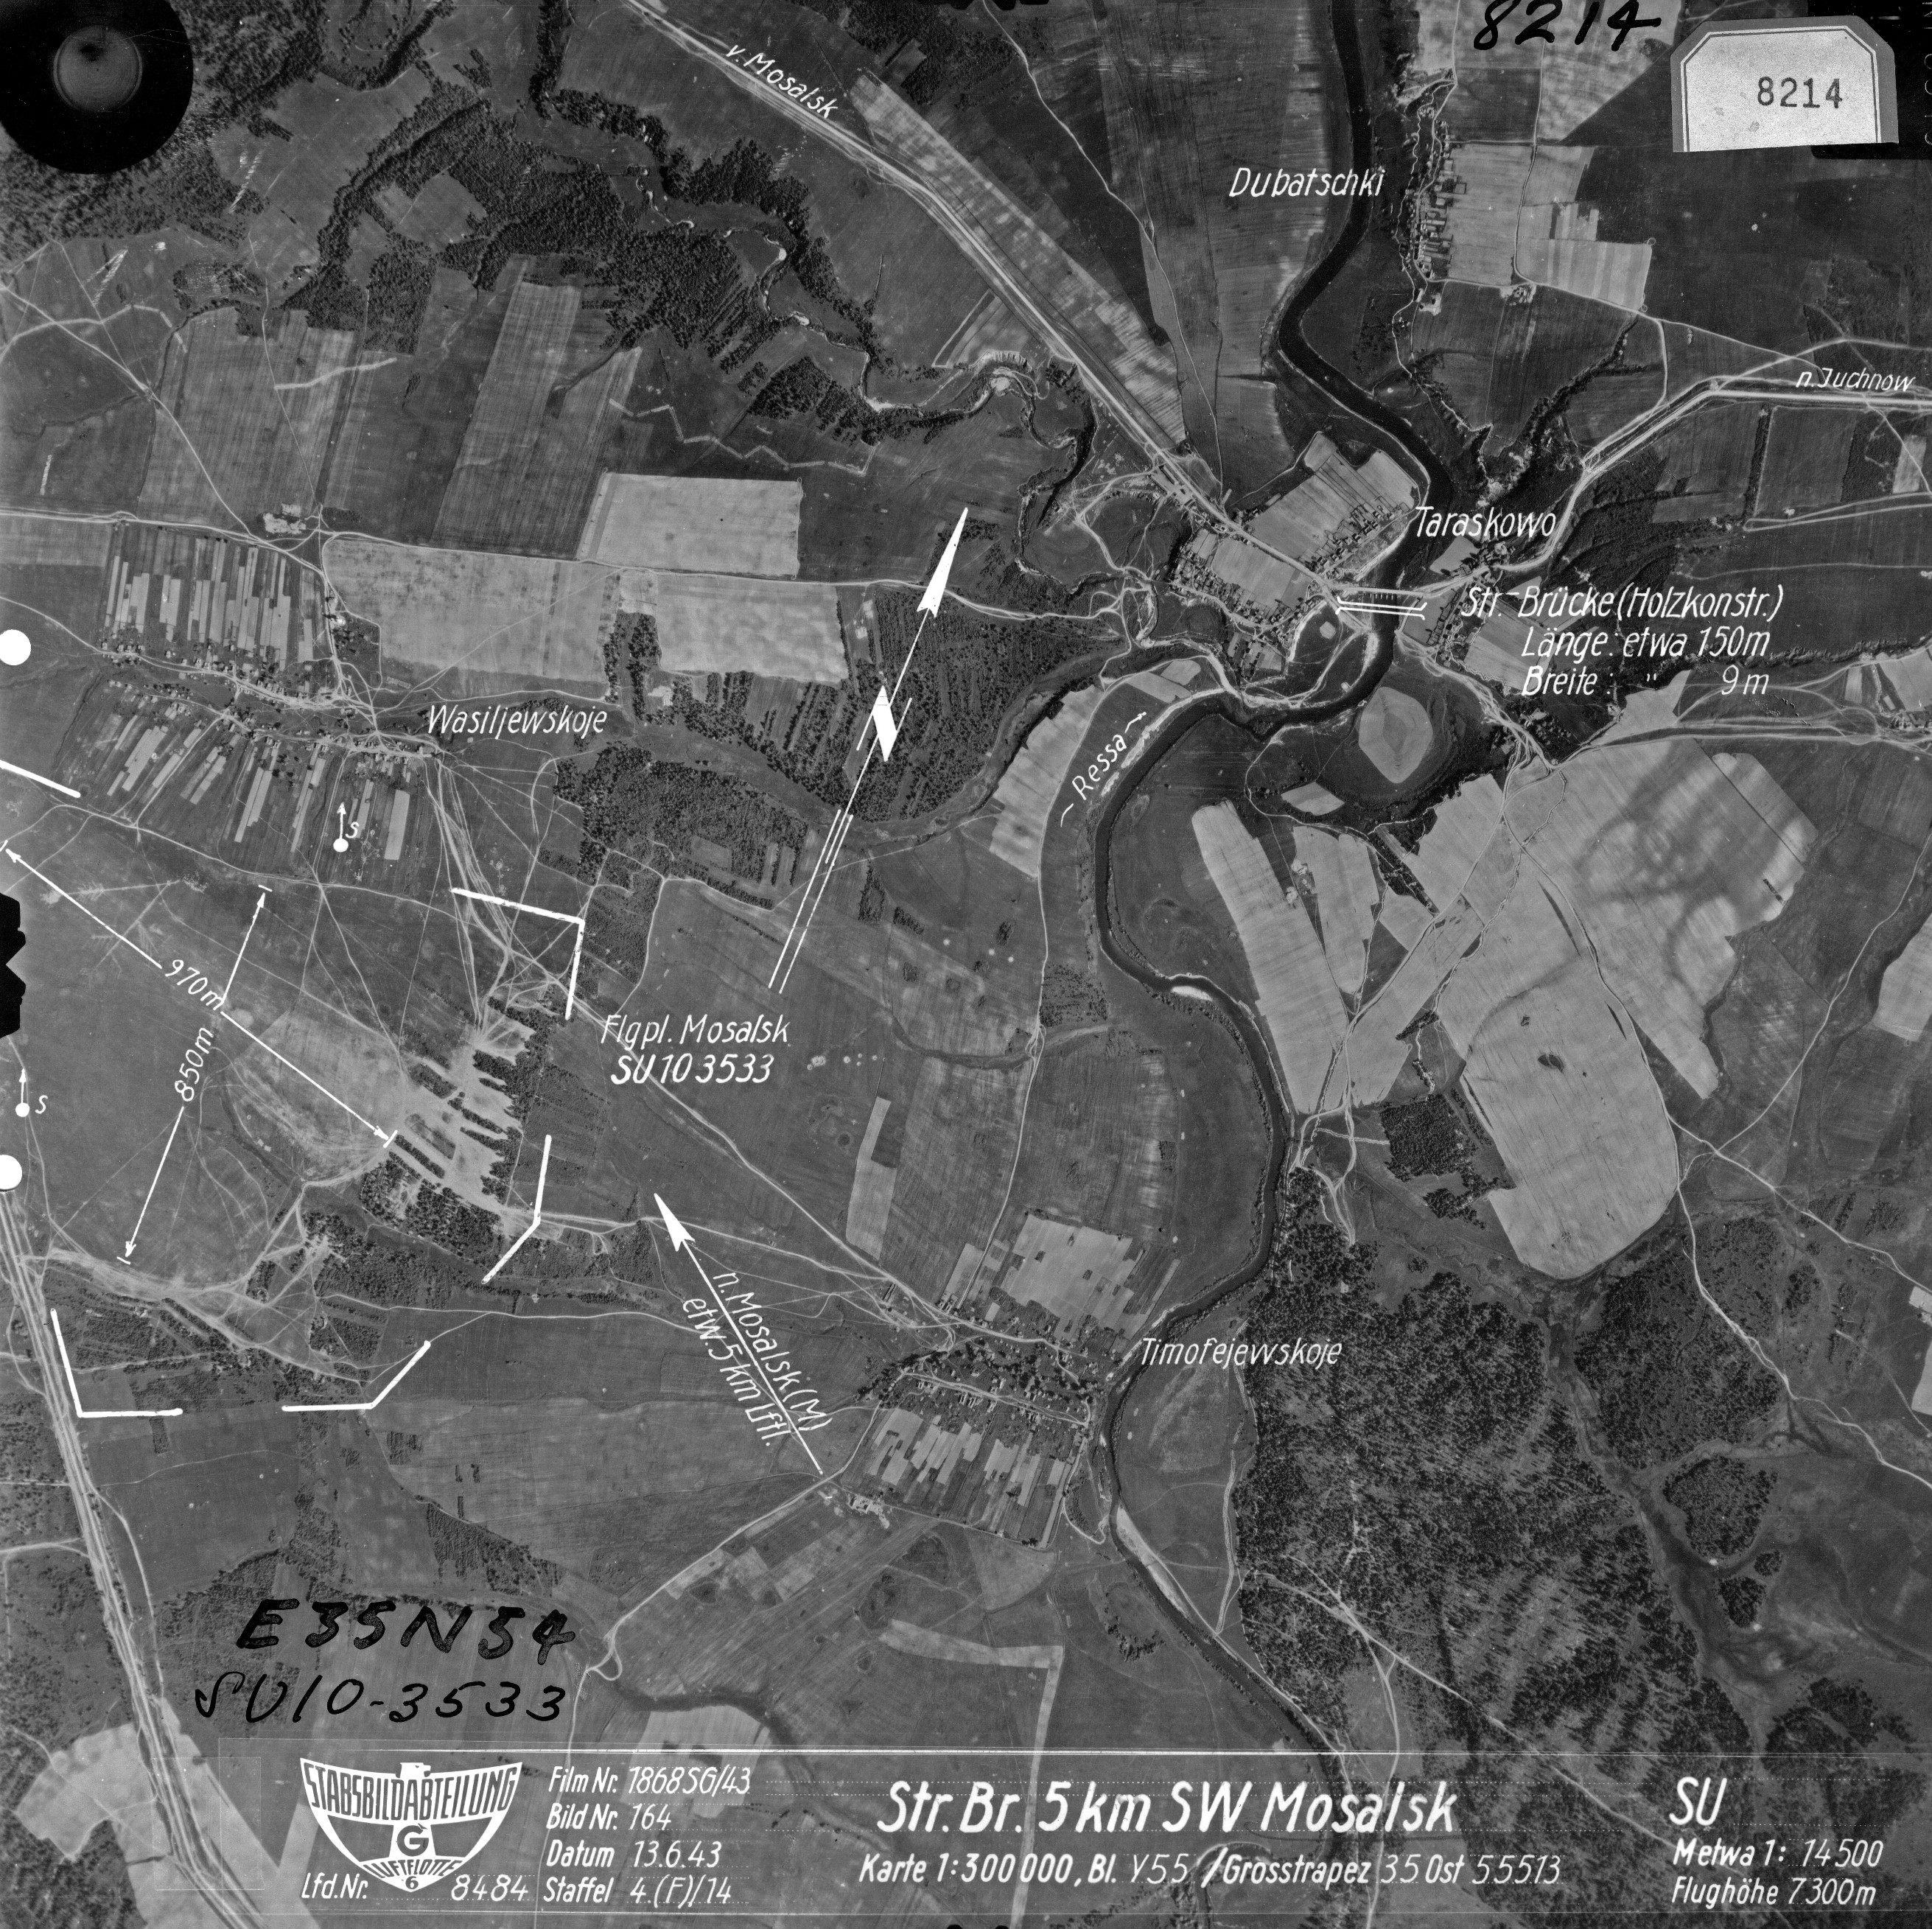 8214
8214
v. Mosalsk
Dubatschki
n. Juchnow
Taraskowo
Str.-Brücke (Holzkonstr.)
Länge: etwa 150m
Breite: " 9m
Wasiljewskoje
~ Ressa ~
S
970m
850m
Flgpl. Mosalsk
SU 10 3533
S
n. Mosalsk (M)
etw. 5 km Lftl.
Timofejewskoje
E35N54
SU10-3533
STABSBILDABTEILUNG
G
LUFTFLOTTE
6
Lfd.Nr. 8484
Film Nr. 1868SG/43
Bild Nr. 164
Datum 13.6.43
Staffel 4.(F)/14
Str. Br. 5 km SW Mosalsk
Karte 1:300 000, Bl. Y55 / Grosstrapez 35 Ost 55513
SU
Metwa 1: 14 500
Flughöhe 7300m